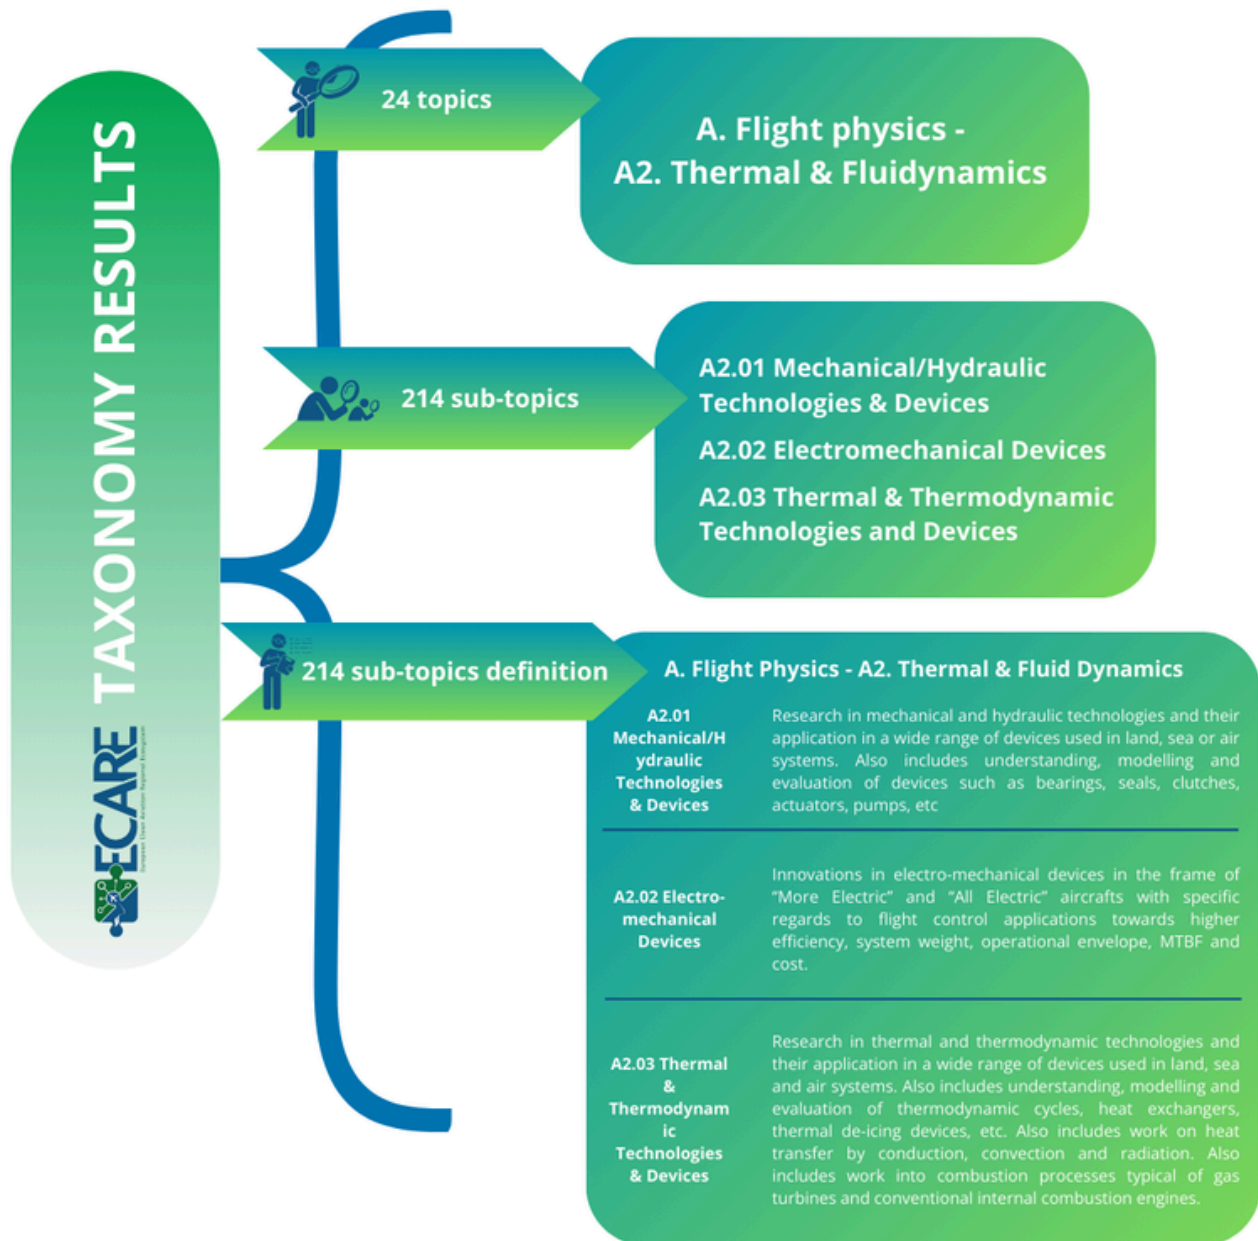 TAXONOMY RESULTS
ECARE
European Clean Aviation Regional Ecosystem
24 topics
A. Flight physics -
A2. Thermal & Fluidynamics
214 sub-topics
A2.01 Mechanical/Hydraulic
Technologies & Devices
A2.02 Electromechanical Devices
A2.03 Thermal & Thermodynamic
Technologies and Devices
214 sub-topics definition
A. Flight Physics - A2. Thermal & Fluid Dynamics
A2.01
Mechanical/H
ydraulic
Technologies
& Devices
Research in mechanical and hydraulic technologies and their
application in a wide range of devices used in land, sea or air
systems. Also includes understanding, modelling and
evaluation of devices such as bearings, seals, clutches,
actuators, pumps, etc
A2.02 Electro-
mechanical
Devices
Innovations in electro-mechanical devices in the frame of
“More Electric” and “All Electric” aircrafts with specific
regards to flight control applications towards higher
efficiency, system weight, operational envelope, MTBF and
cost.
A2.03 Thermal
&
Thermodynam
ic
Technologies
& Devices
Research in thermal and thermodynamic technologies and
their application in a wide range of devices used in land, sea
and air systems. Also includes understanding, modelling and
evaluation of thermodynamic cycles, heat exchangers,
thermal de-icing devices, etc. Also includes work on heat
transfer by conduction, convection and radiation. Also
includes work into combustion processes typical of gas
turbines and conventional internal combustion engines.